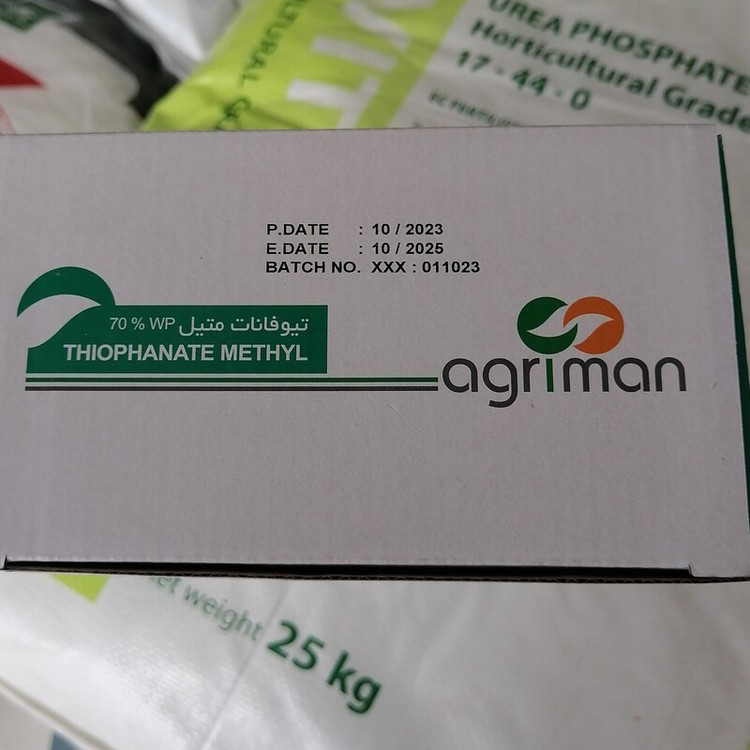 UREA PHOSPHATE
Horticultural Grade
17 - 44 - 0
P.DATE : 10 / 2023
E.DATE : 10 / 2025
BATCH NO. XXX : 011023
تيوفانات متيل 70 % WP
THIOPHANATE METHYL
agriman
et weight 25 kg